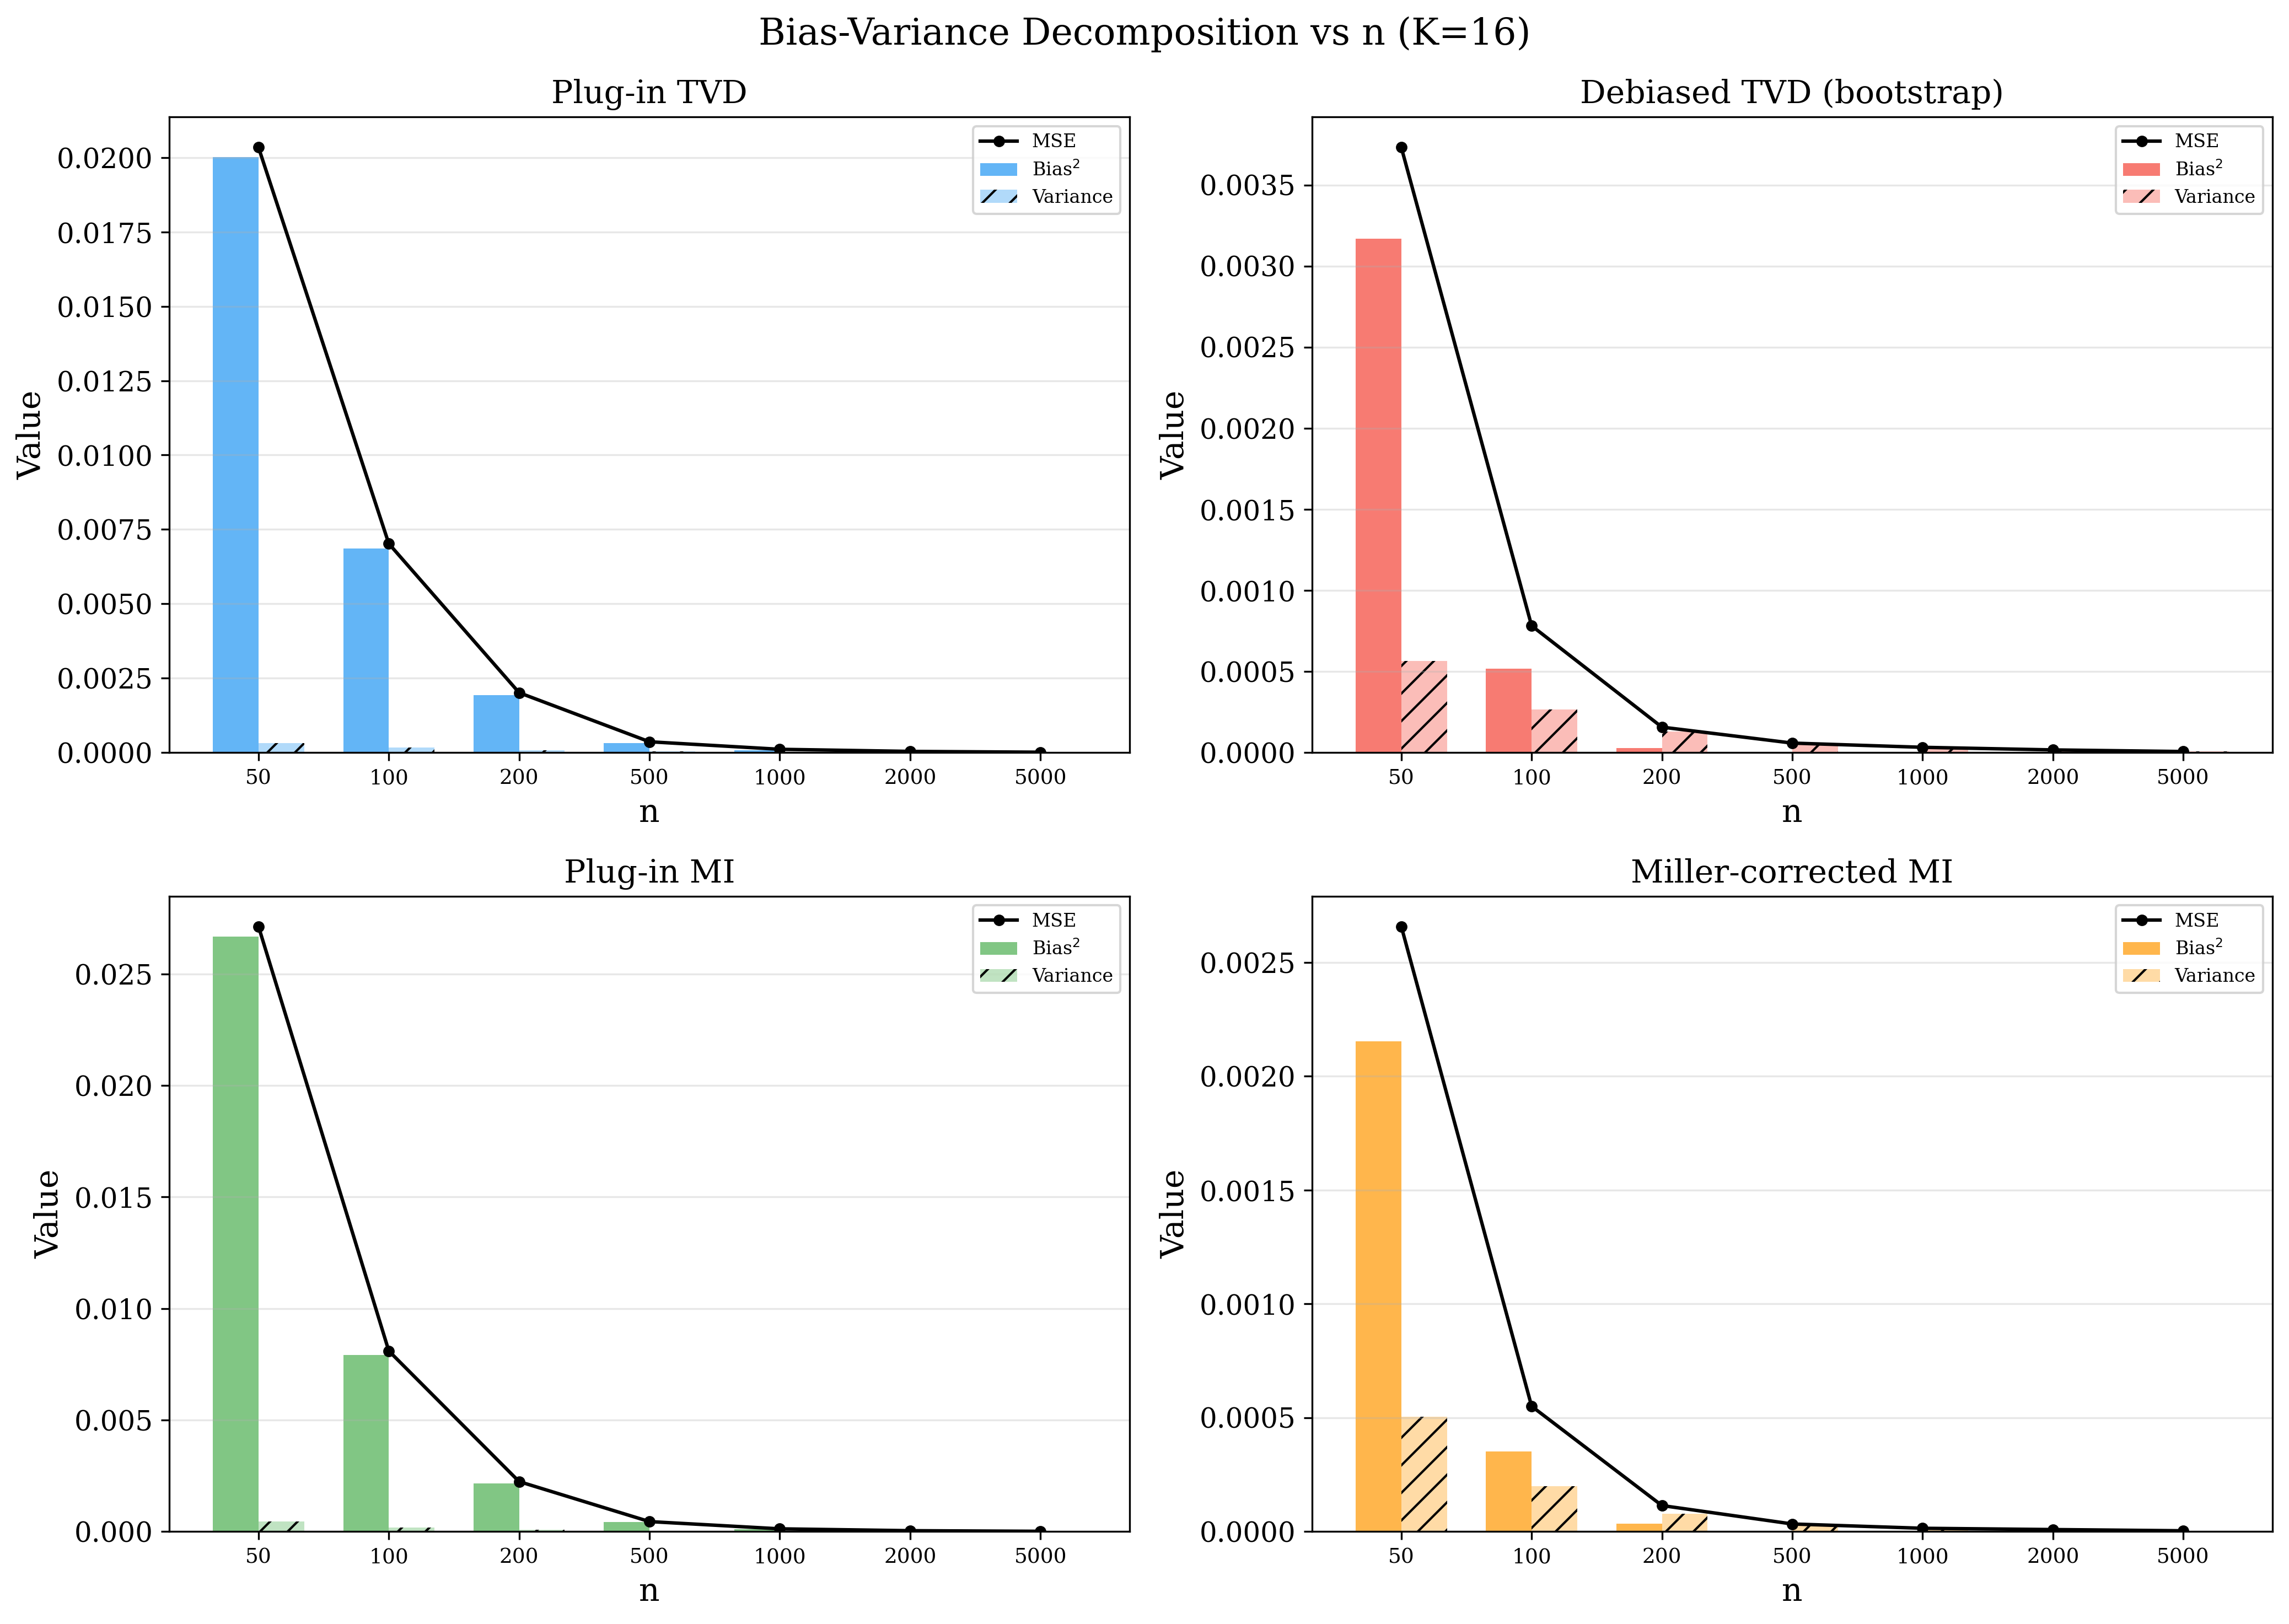 Bias-Variance Decomposition vs n (K=16)
Plug-in TVD
MSE
Bias²
Variance
0.0200
0.0175
0.0150
0.0125
0.0100
0.0075
0.0050
0.0025
0.0000
Value
50 100 200 500 1000 2000 5000
n
Debiased TVD (bootstrap)
MSE
Bias²
Variance
0.0035
0.0030
0.0025
0.0020
0.0015
0.0010
0.0005
0.0000
Value
50 100 200 500 1000 2000 5000
n
Plug-in MI
MSE
Bias²
Variance
0.025
0.020
0.015
0.010
0.005
0.000
Value
50 100 200 500 1000 2000 5000
n
Miller-corrected MI
MSE
Bias²
Variance
0.0025
0.0020
0.0015
0.0010
0.0005
0.0000
Value
50 100 200 500 1000 2000 5000
n